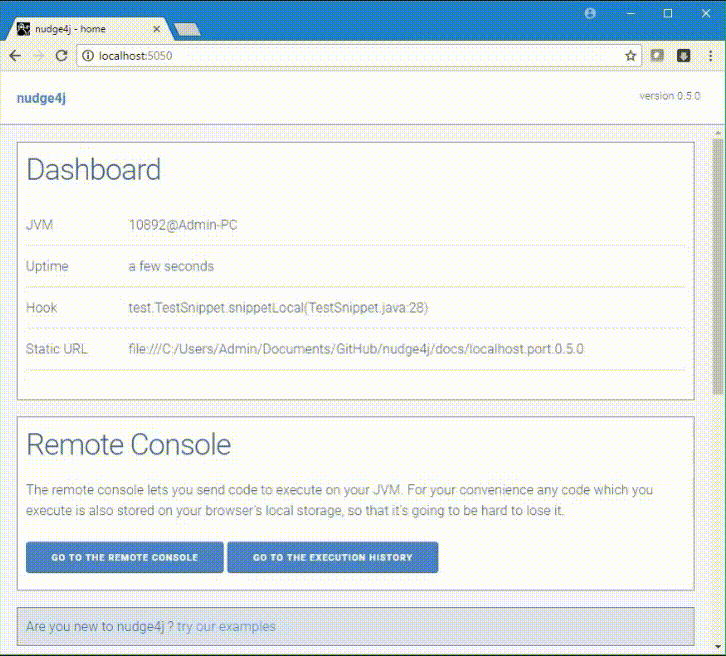 nudge4j - home
localhost:5050
nudge4j
version 0.5.0
Dashboard
JVM 10892@Admin-PC
Uptime a few seconds
Hook test.TestSnippet.snippetLocal(TestSnippet.java:28)
Static URL file:///C:/Users/Admin/Documents/GitHub/nudge4j/docs/localhost.port.0.5.0
Remote Console
The remote console lets you send code to execute on your JVM. For your convenience any code which you
execute is also stored on your browser's local storage, so that it's going to be hard to lose it.
GO TO THE REMOTE CONSOLE GO TO THE EXECUTION HISTORY
Are you new to nudge4j ? try our examples